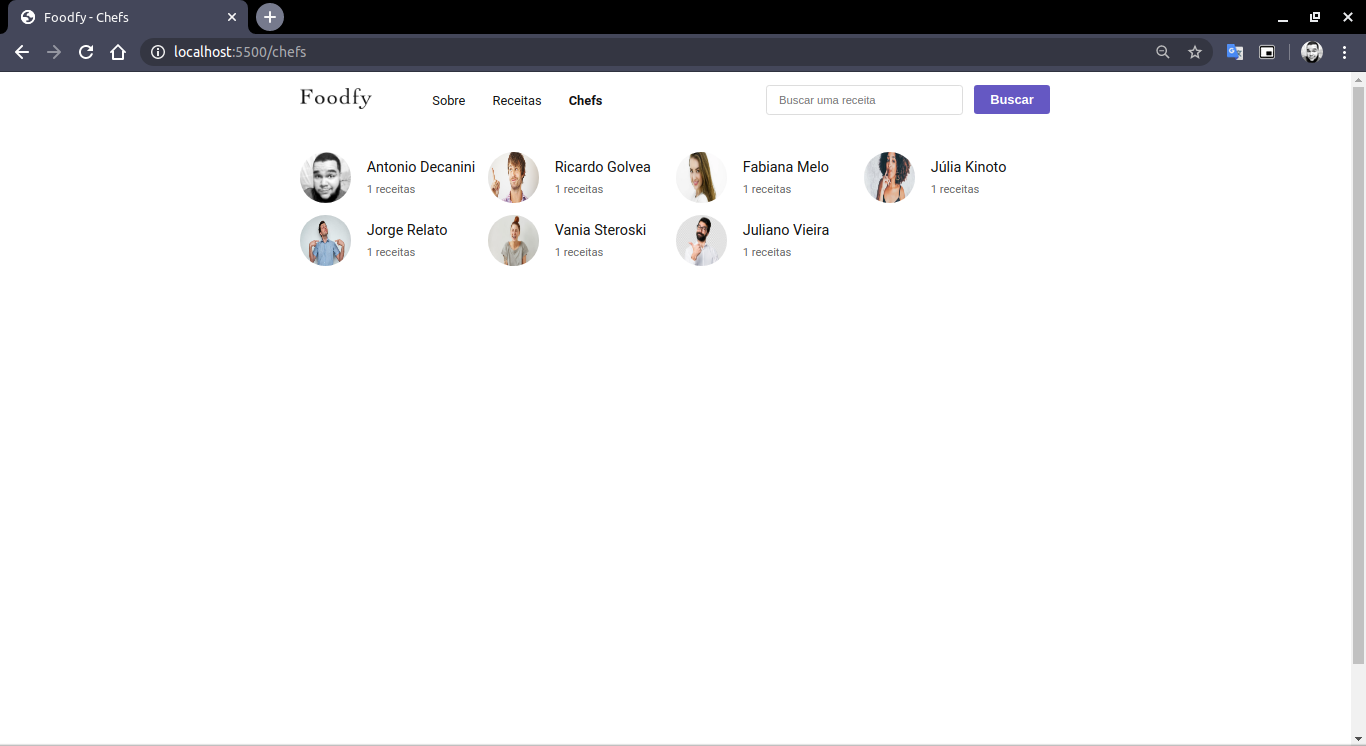 Foodfy - Chefs
localhost:5500/chefs
Foodfy Sobre Receitas Chefs Buscar uma receita Buscar
Antonio Decanini Ricardo Golvea Fabiana Melo Júlia Kinoto
1 receitas 1 receitas 1 receitas 1 receitas
Jorge Relato Vania Steroski Juliano Vieira
1 receitas 1 receitas 1 receitas